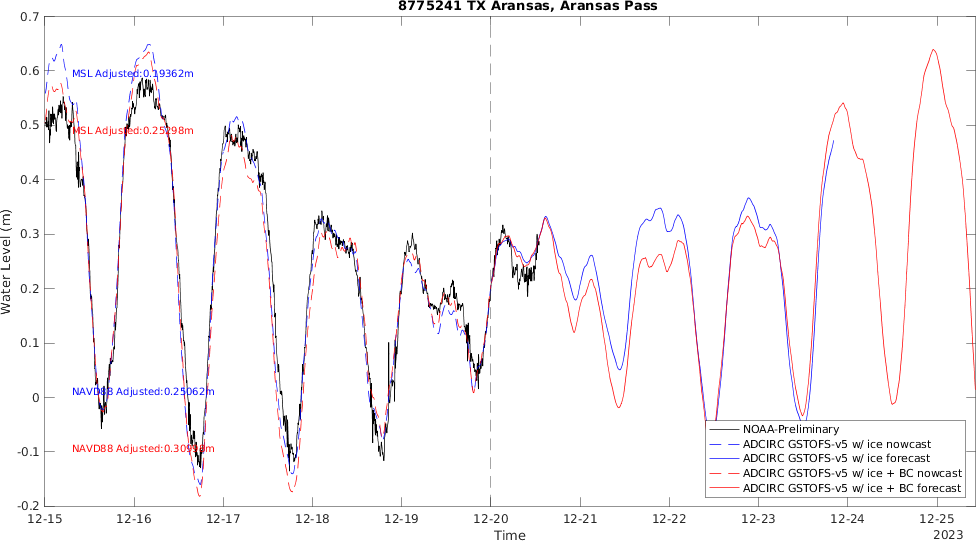 8775241 TX Aransas, Aransas Pass
0.7
0.6
0.5
0.4
0.3
0.2
0.1
0
-0.1
-0.2
Water Level (m)
MSL Adjusted:0.19362m
MSL Adjusted:0.25298m
NAVD88 Adjusted:0.25062m
NAVD88 Adjusted:
NOAA-Preliminary
ADCIRC GSTOFS-v5 w/ ice nowcast
ADCIRC GSTOFS-v5 w/ ice forecast
ADCIRC GSTOFS-v5 w/ ice + BC nowcast
ADCIRC GSTOFS-v5 w/ ice + BC forecast
12-15 12-16 12-17 12-18 12-19 12-20 12-21 12-22 12-23 12-24 12-25
Time
2023